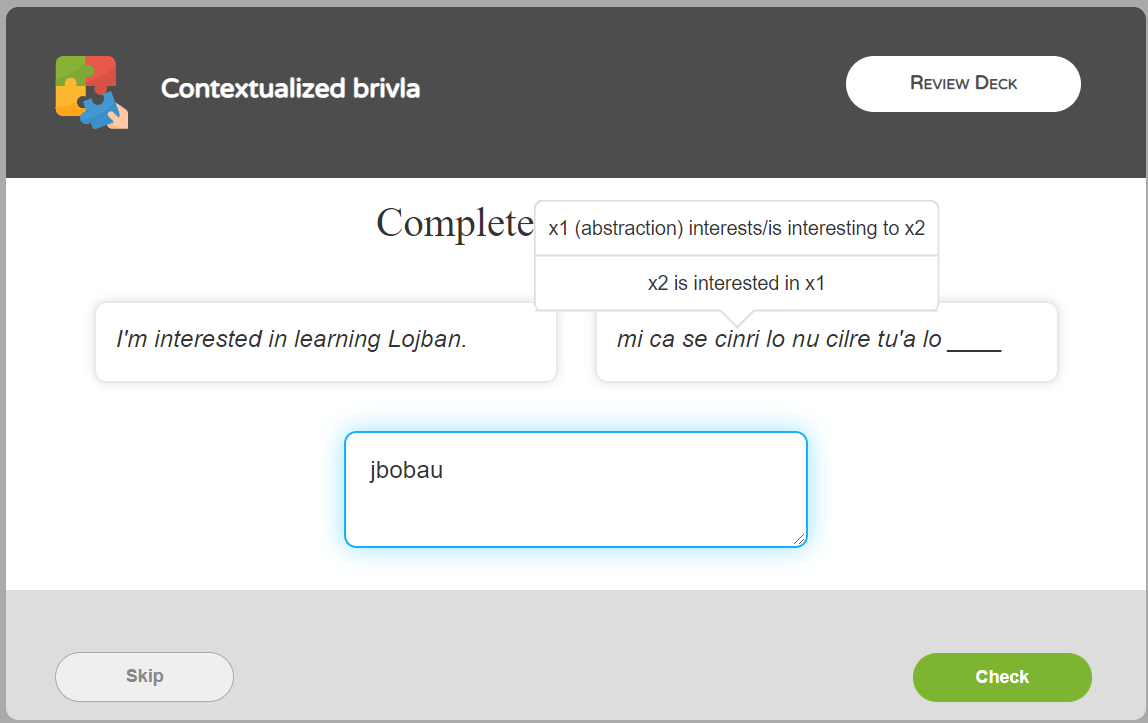 Contextualized brivla
Review Deck
Complete
x1 (abstraction) interests/is interesting to x2
x2 is interested in x1
I'm interested in learning Lojban.
mi ca se cinri lo nu cilre tu'a lo ____
jbobau
Skip
Check